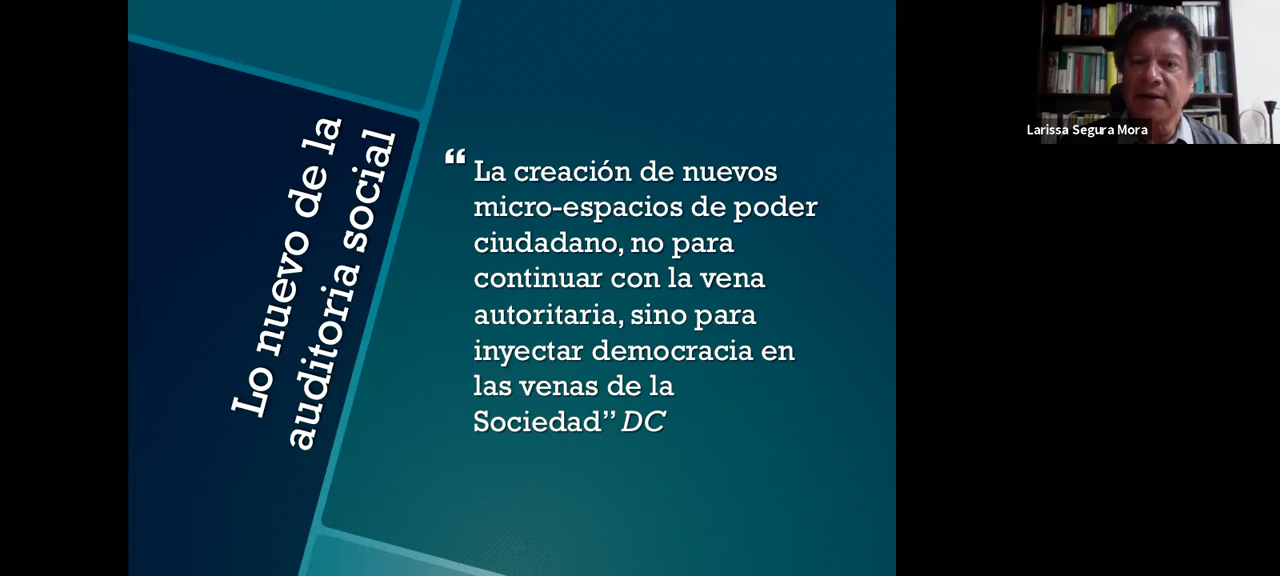 Lo nuevo de la
auditoria social
“ La creación de nuevos
micro-espacios de poder
ciudadano, no para
continuar con la vena
autoritaria, sino para
inyectar democracia en
las venas de la
Sociedad” DC
Larissa Segura Mora